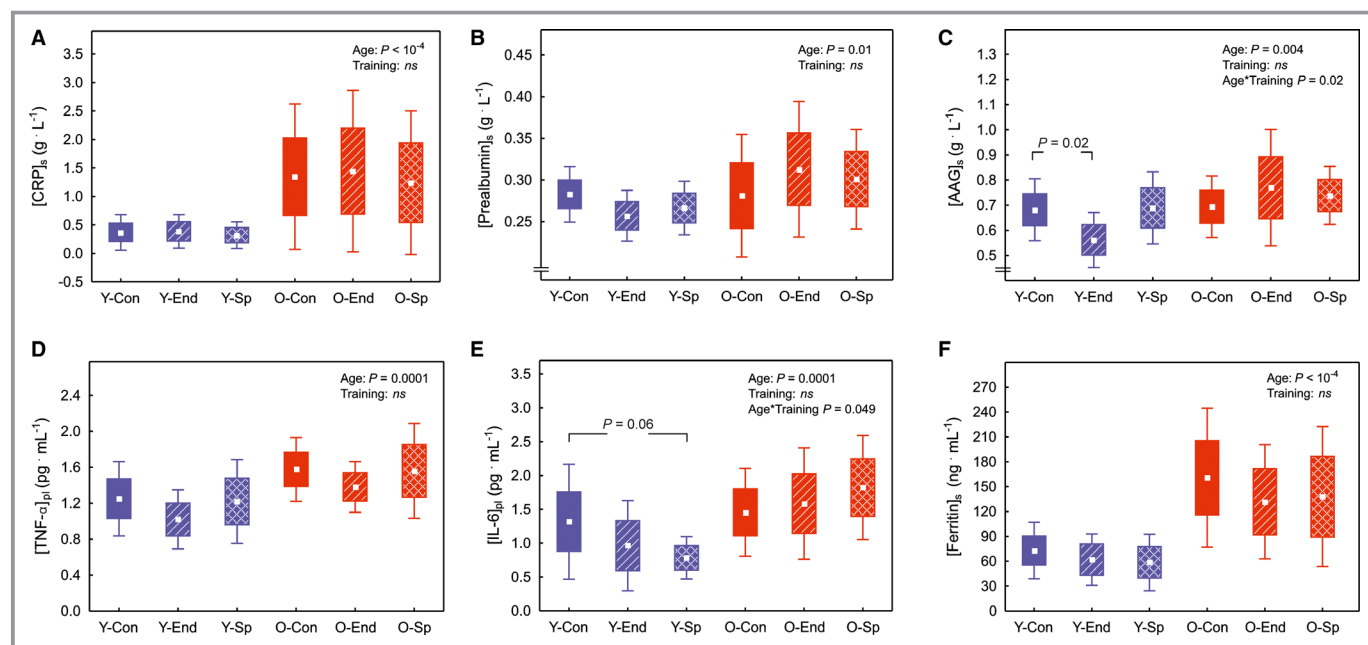 A
[CRP]s (g · L⁻¹)
3.5
3.0
2.5
2.0
1.5
1.0
0.5
0.0
-0.5
Age: P < 10⁻⁴
Training: ns
Y-Con Y-End Y-Sp O-Con O-End O-Sp
B
[Prealbumin]s (g · L⁻¹)
0.45
0.40
0.35
0.30
0.25
Age: P = 0.01
Training: ns
Y-Con Y-End Y-Sp O-Con O-End O-Sp
C
[AAG]s (g · L⁻¹)
1.3
1.2
1.1
1.0
0.9
0.8
0.7
0.6
0.5
Age: P = 0.004
Training: ns
Age*Training P = 0.02
P = 0.02
Y-Con Y-End Y-Sp O-Con O-End O-Sp
D
[TNF-α]pl (pg · mL⁻¹)
2.4
2.0
1.6
1.2
0.8
0.4
0.0
Age: P = 0.0001
Training: ns
Y-Con Y-End Y-Sp O-Con O-End O-Sp
E
[IL-6]pl (pg · mL⁻¹)
3.5
3.0
2.5
2.0
1.5
1.0
0.5
0.0
Age: P = 0.0001
Training: ns
Age*Training P = 0.049
P = 0.06
Y-Con Y-End Y-Sp O-Con O-End O-Sp
F
[Ferritin]s (ng · mL⁻¹)
270
240
210
180
150
120
90
60
30
0
Age: P < 10⁻⁴
Training: ns
Y-Con Y-End Y-Sp O-Con O-End O-Sp